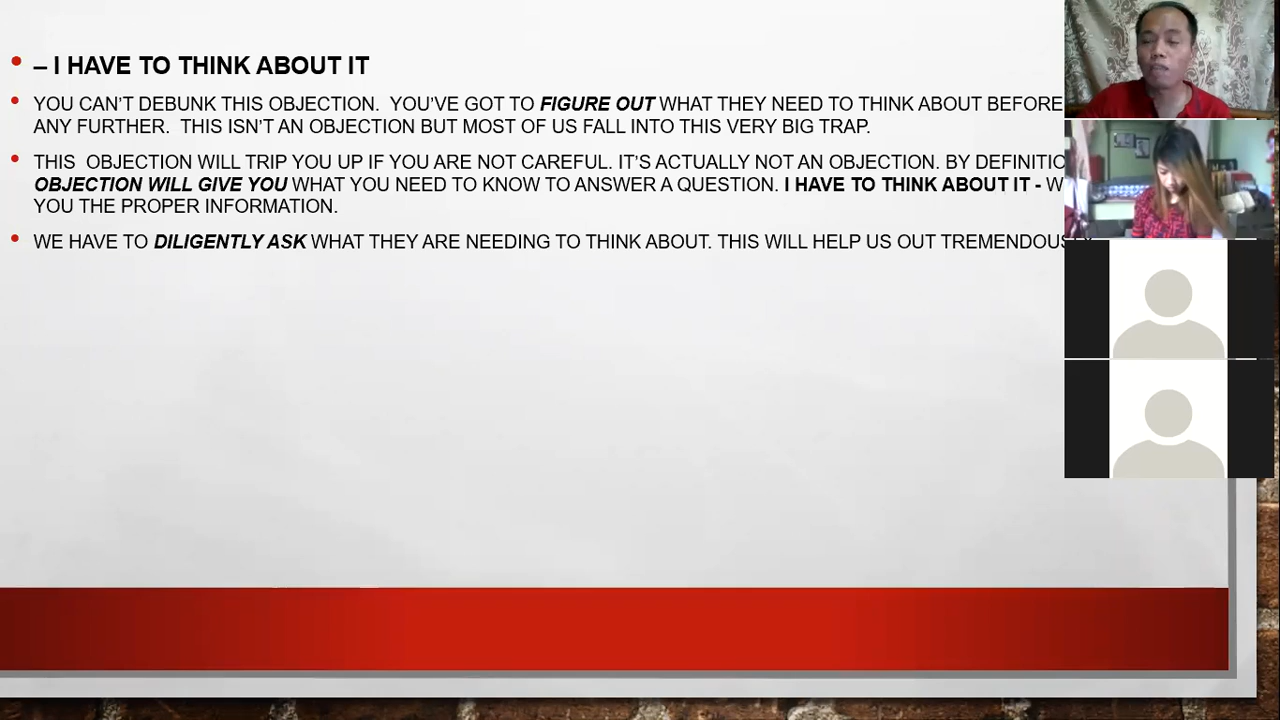 – I HAVE TO THINK ABOUT IT
YOU CAN'T DEBUNK THIS OBJECTION. YOU'VE GOT TO FIGURE OUT WHAT THEY NEED TO THINK ABOUT BEFORE
ANY FURTHER. THIS ISN'T AN OBJECTION BUT MOST OF US FALL INTO THIS VERY BIG TRAP.
THIS OBJECTION WILL TRIP YOU UP IF YOU ARE NOT CAREFUL. IT'S ACTUALLY NOT AN OBJECTION. BY
OBJECTION WILL GIVE YOU WHAT YOU NEED TO KNOW TO ANSWER A QUESTION. I HAVE TO THINK ABOUT IT -
YOU THE PROPER INFORMATION.
WE HAVE TO DILIGENTLY ASK WHAT THEY ARE NEEDING TO THINK ABOUT. THIS WILL HELP US OUT TREMENDOUSLY